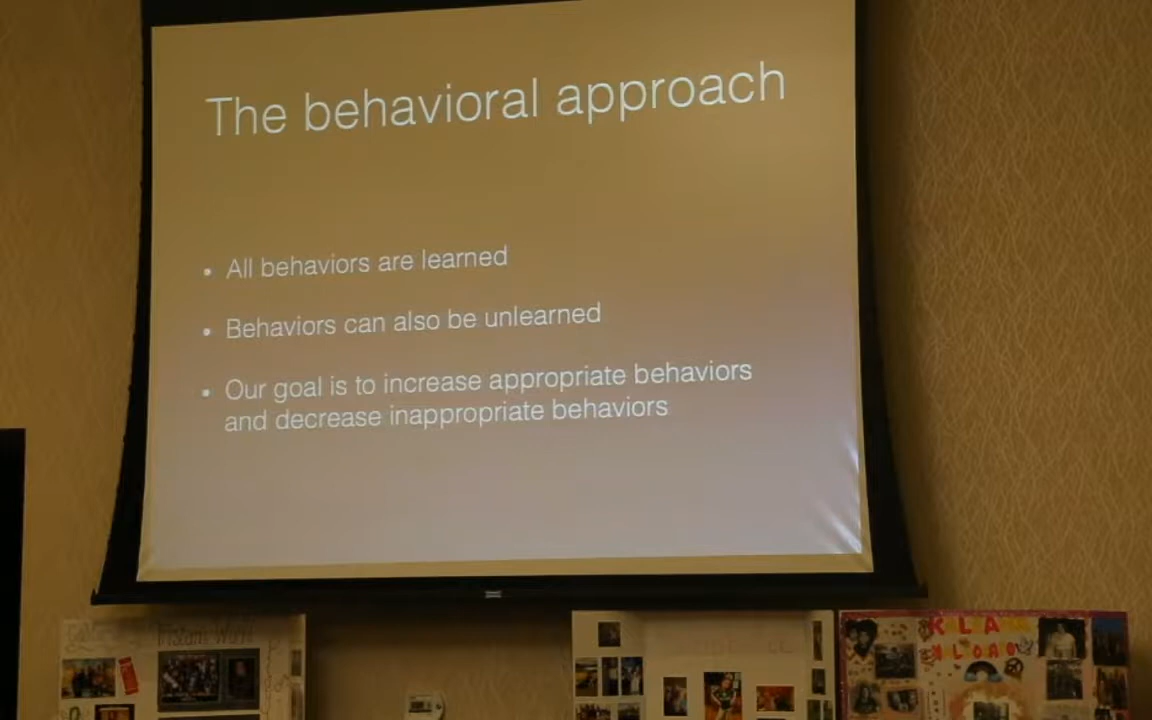 The behavioral approach
• All behaviors are learned
• Behaviors can also be unlearned
• Our goal is to increase appropriate behaviors
and decrease inappropriate behaviors